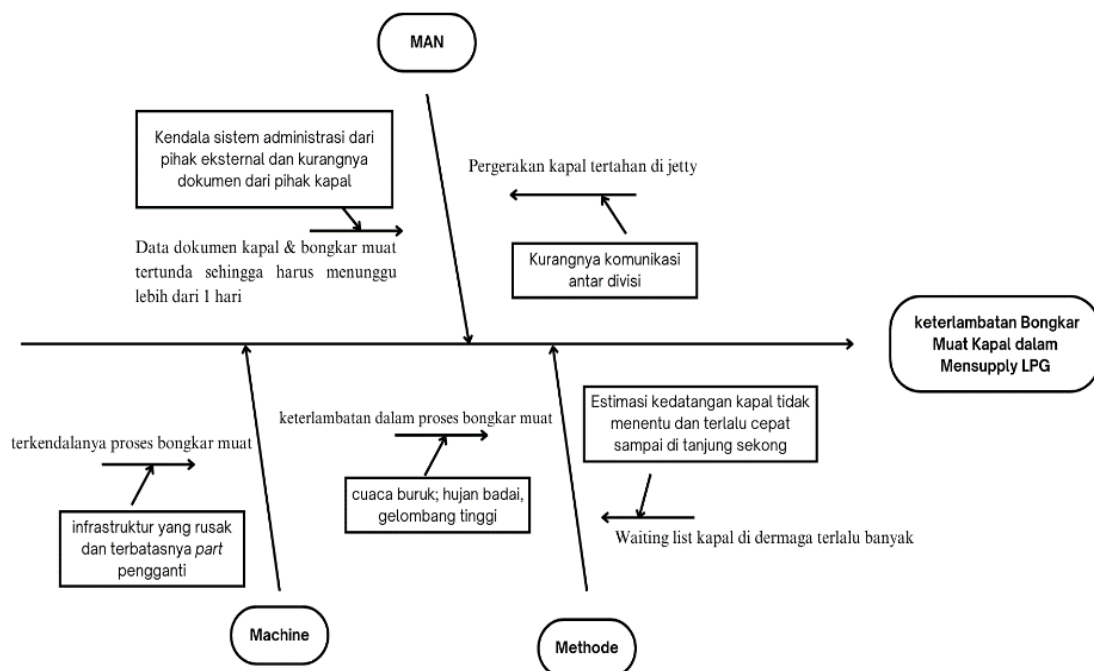 MAN
Kendala sistem administrasi dari
pihak eksternal dan kurangnya
dokumen dari pihak kapal
Data dokumen kapal & bongkar muat
tertunda sehingga harus menunggu
lebih dari 1 hari
Pergerakan kapal tertahan di jetty
Kurangnya komunikasi
antar divisi
keterlambatan Bongkar
Muat Kapal dalam
Mensupply LPG
terkendalanya proses bongkar muat
infrastruktur yang rusak
dan terbatasnya part
pengganti
Machine
keterlambatan dalam proses bongkar muat
cuaca buruk; hujan badai,
gelombang tinggi
Estimasi kedatangan kapal tidak
menentu dan terlalu cepat
sampai di tanjung sekong
Waiting list kapal di dermaga terlalu banyak
Methode